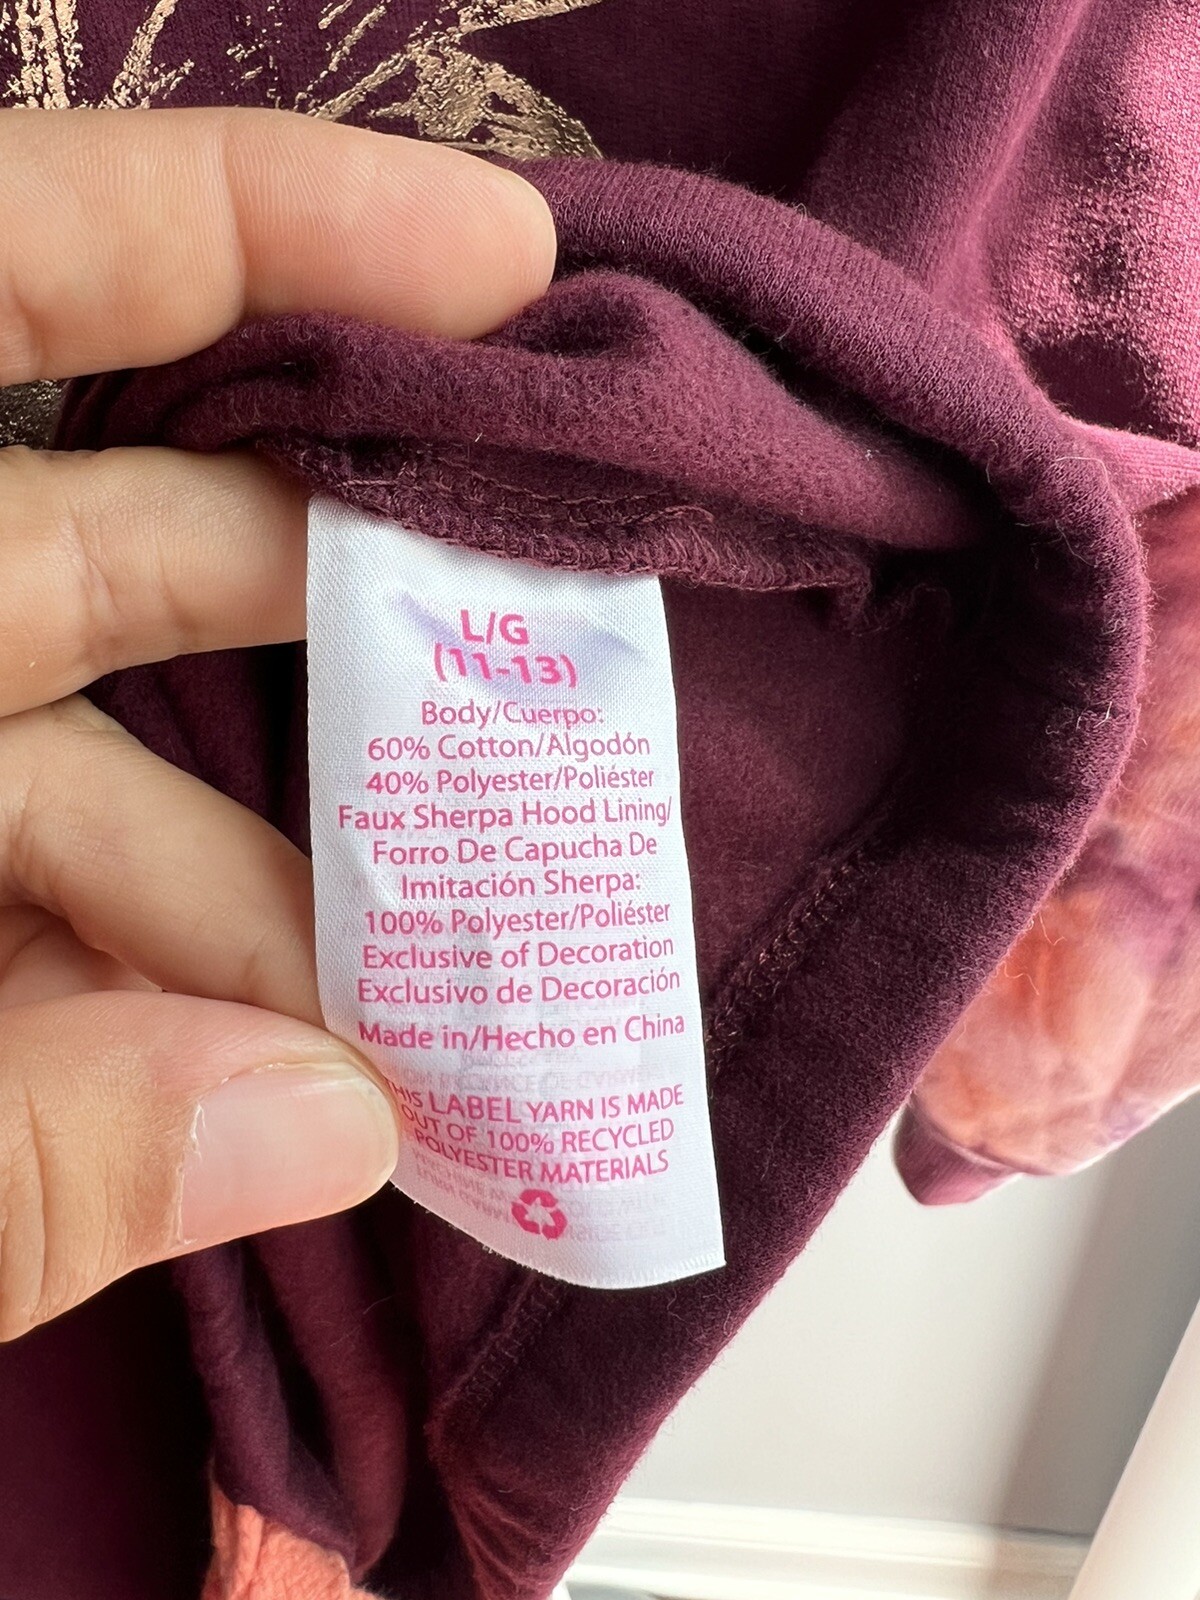 L/G
(11-13)
Body/Cuerpo:
60% Cotton/Algodón
40% Polyester/Poliéster
Faux Sherpa Hood Lining/
Forro De Capucha De
Imitación Sherpa:
100% Polyester/Poliéster
Exclusive of Decoration
Exclusivo de Decoración
Made in/Hecho en China
THIS LABEL YARN IS MADE
OUT OF 100% RECYCLED
POLYESTER MATERIALS